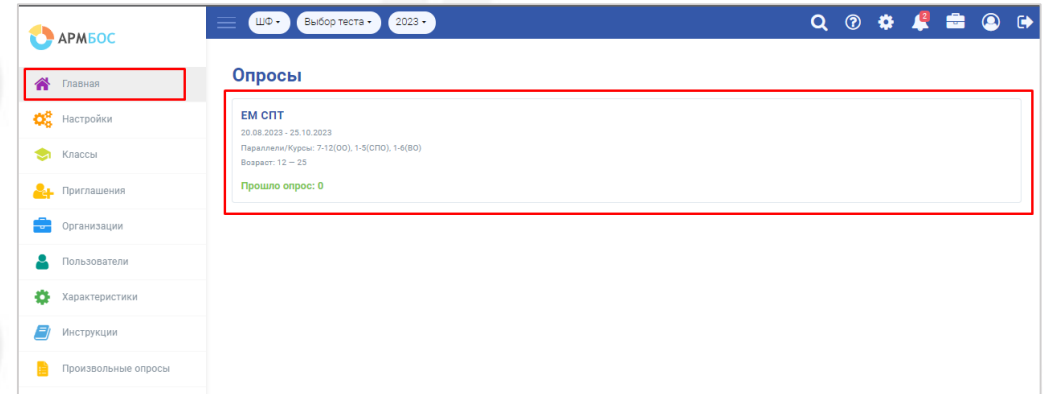 АРМБОС
ШФ
Выбор теста
2023
2
Главная
Настройки
Классы
Приглашения
Организации
Пользователи
Характеристики
Инструкции
Произвольные опросы
Опросы
ЕМ СПТ
20.08.2023 - 25.10.2023
Параллели/Курсы: 7-12(ОО), 1-5(СПО), 1-6(ВО)
Возраст: 12 — 25
Прошло опрос: 0